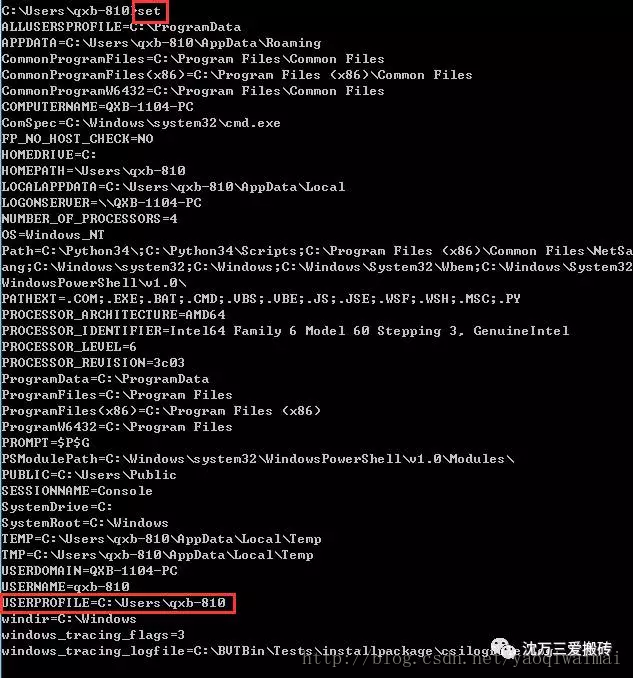 C:\Users\qxb-810>set
ALLUSERSPROFILE=C:\ProgramData
APPDATA=C:\Users\qxb-810\AppData\Roaming
CommonProgramFiles=C:\Program Files\Common Files
CommonProgramFiles(x86)=C:\Program Files (x86)\Common Files
CommonProgramW6432=C:\Program Files\Common Files
COMPUTERNAME=QXB-1104-PC
ComSpec=C:\Windows\system32\cmd.exe
FP_NO_HOST_CHECK=NO
HOMEDRIVE=C:
HOMEPATH=\Users\qxb-810
LOCALAPPDATA=C:\Users\qxb-810\AppData\Local
LOGONSERVER=\\QXB-1104-PC
NUMBER_OF_PROCESSORS=4
OS=Windows_NT
Path=C:\Python34\;C:\Python34\Scripts;C:\Program Files (x86)\Common Files\NetSa
ang;C:\Windows\system32;C:\Windows;C:\Windows\System32\Wbem;C:\Windows\System
WindowsPowerShell\v1.0\
PATHEXT=.COM;.EXE;.BAT;.CMD;.VBS;.VBE;.JS;.JSE;.WSF;.WSH;.MSC;.PY
PROCESSOR_ARCHITECTURE=AMD64
PROCESSOR_IDENTIFIER=Intel64 Family 6 Model 60 Stepping 3, GenuineIntel
PROCESSOR_LEVEL=6
PROCESSOR_REVISION=3c03
ProgramData=C:\ProgramData
ProgramFiles=C:\Program Files
ProgramFiles(x86)=C:\Program Files (x86)
ProgramW6432=C:\Program Files
PROMPT=$P$G
PSModulePath=C:\Windows\system32\WindowsPowerShell\v1.0\Modules\
PUBLIC=C:\Users\Public
SESSIONNAME=Console
SystemDrive=C:
SystemRoot=C:\Windows
TEMP=C:\Users\qxb-810\AppData\Local\Temp
TMP=C:\Users\qxb-810\AppData\Local\Temp
USERDOMAIN=QXB-1104-PC
USERNAME=qxb-810
USERPROFILE=C:\Users\qxb-810
windir=C:\Windows
windows_tracing_flags=3
windows_tracing_logfile=C:\BVTBin\Tests\installpackage\csilog
沈万三爱搬砖
http://blog.csdn.net/yaoqiwaimai